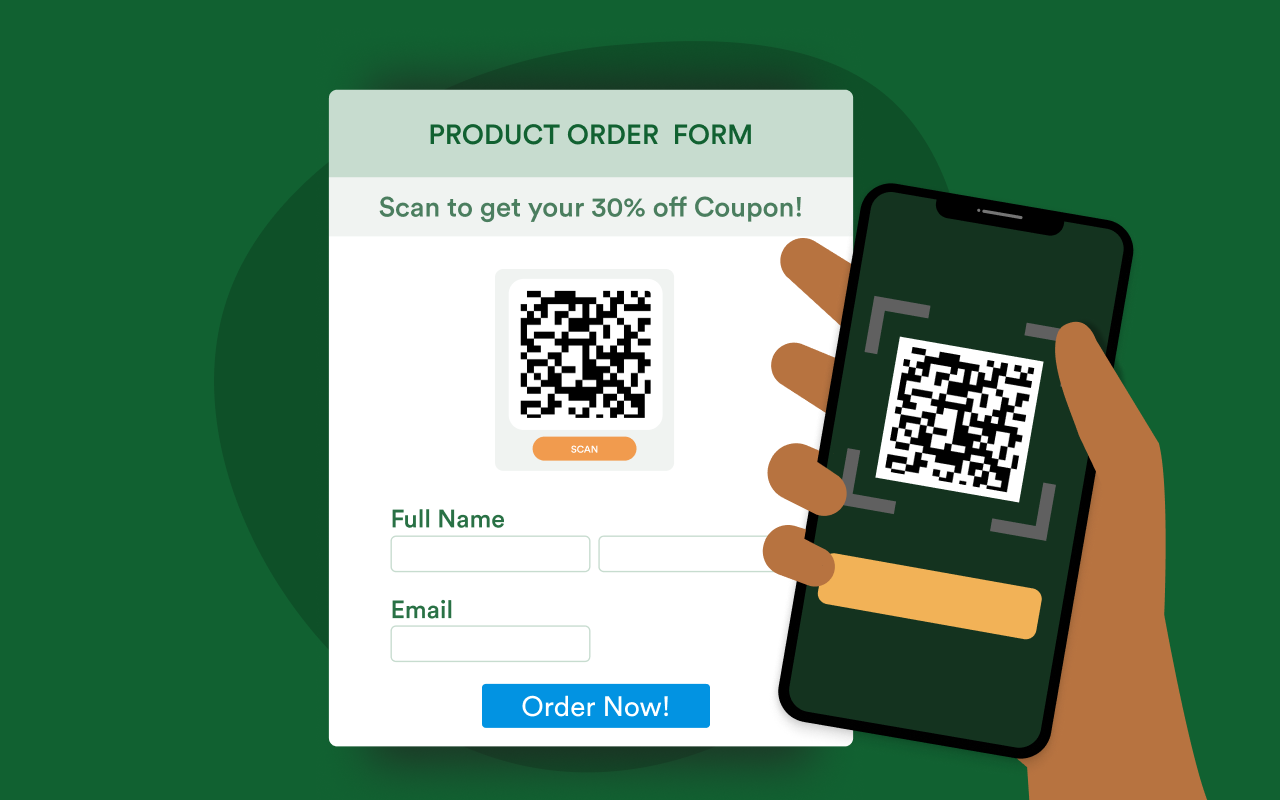 PRODUCT ORDER FORM
Scan to get your 30% off Coupon!
SCAN
Full Name
Email
Order Now!